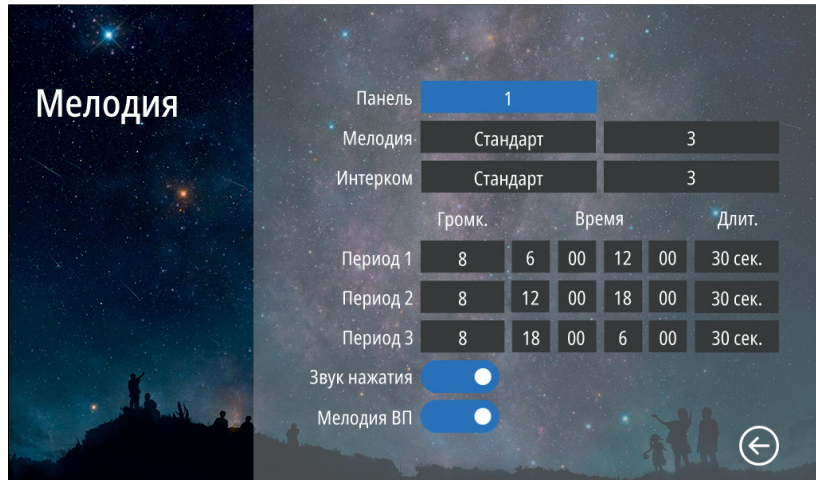 Мелодия
Панель 1
Мелодия Стандарт 3
Интерком Стандарт 3
Громк. Время Длит.
Период 1 8 6 00 12 00 30 сек.
Период 2 8 12 00 18 00 30 сек.
Период 3 8 18 00 6 00 30 сек.
Звук нажатия
Мелодия ВП